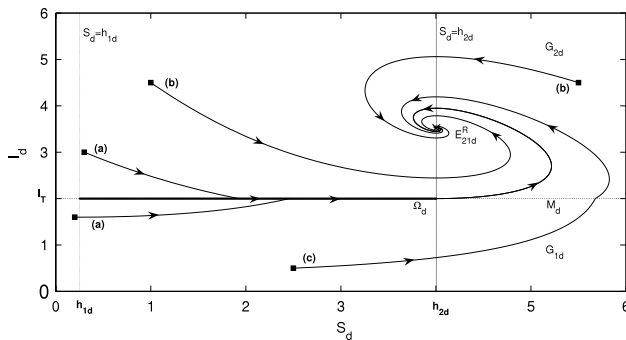 6
S_d=h_1d
S_d=h_2d
G_2d
5
(b)
(b)
4
E^R_21d
I_d
3
(a)
I_T
Ω_d
M_d
(a)
1
(c)
G_1d
0
0
h_1d
1
2
3
h_2d
5
6
S_d